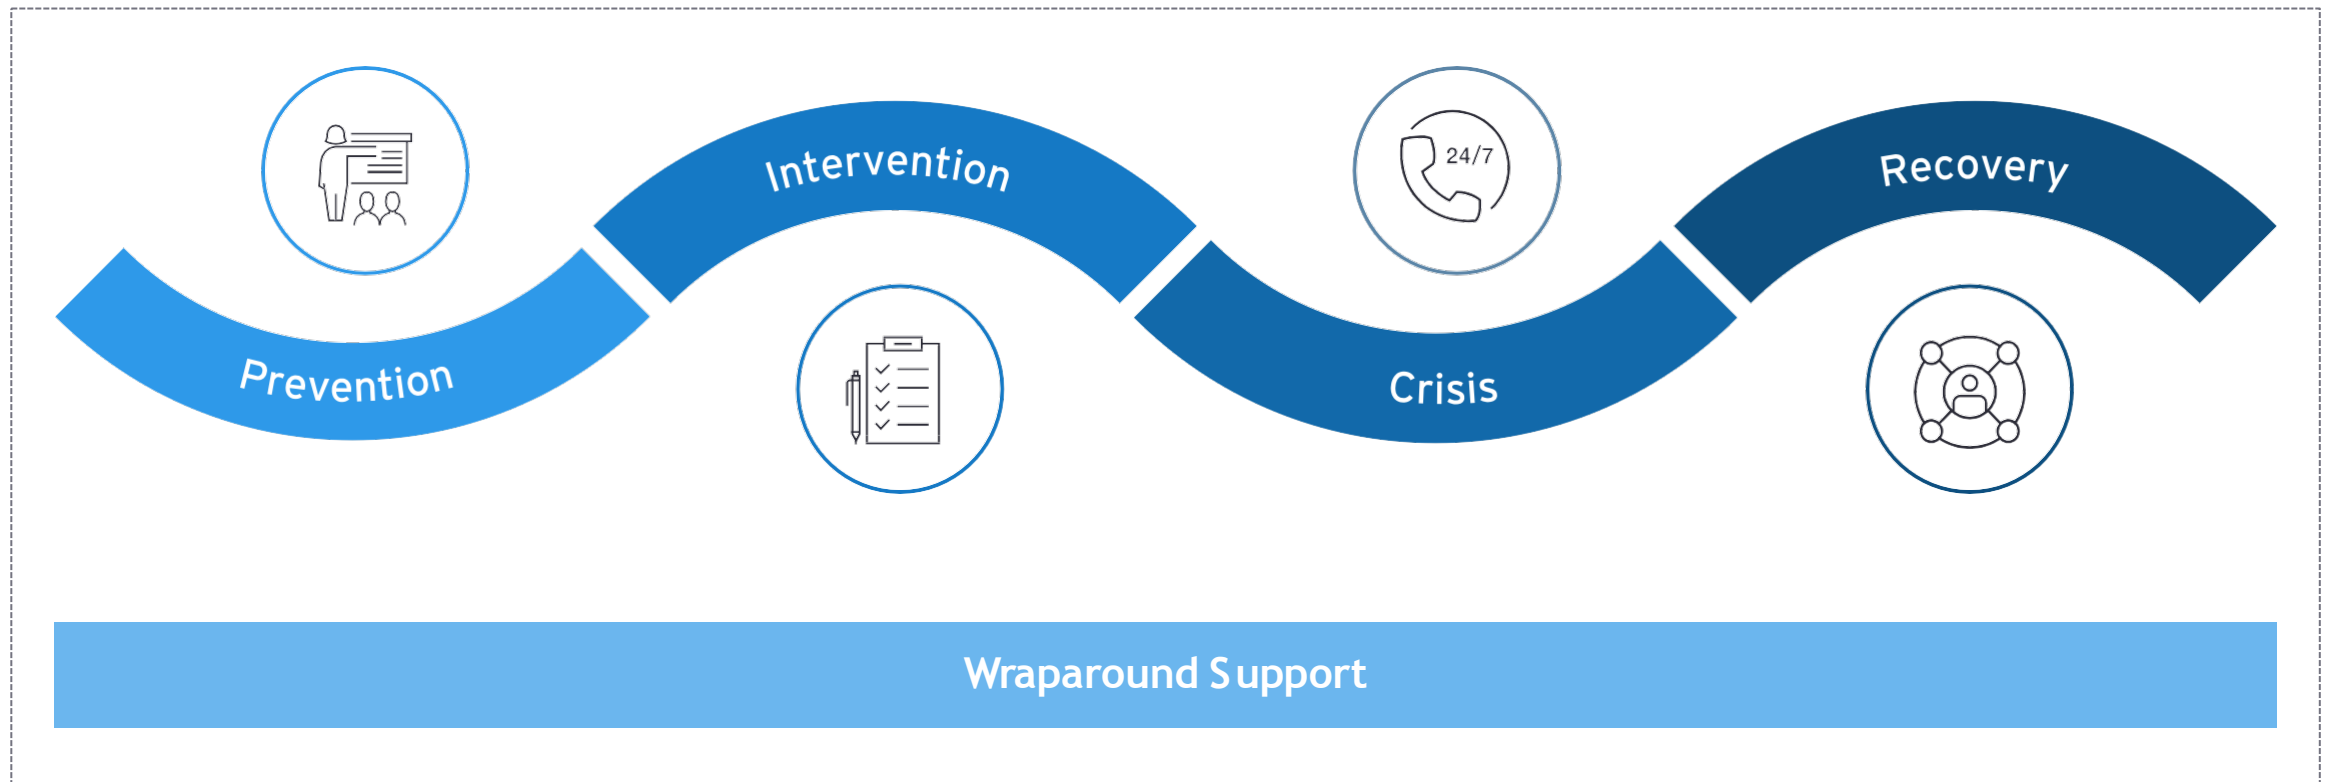 Prevention
Intervention
24/7
Crisis
Recovery
Wraparound Support